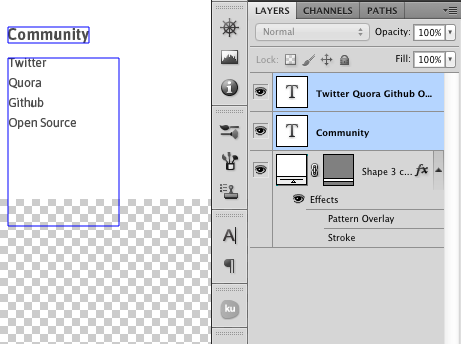 Community
Twitter
Quora
Github
Open Source
LAYERS CHANNELS PATHS
Normal Opacity: 100%
Lock: Fill: 100%
T Twitter Quora Github O...
T Community
Shape 3 c... fx
Effects
Pattern Overlay
Stroke
A
ku